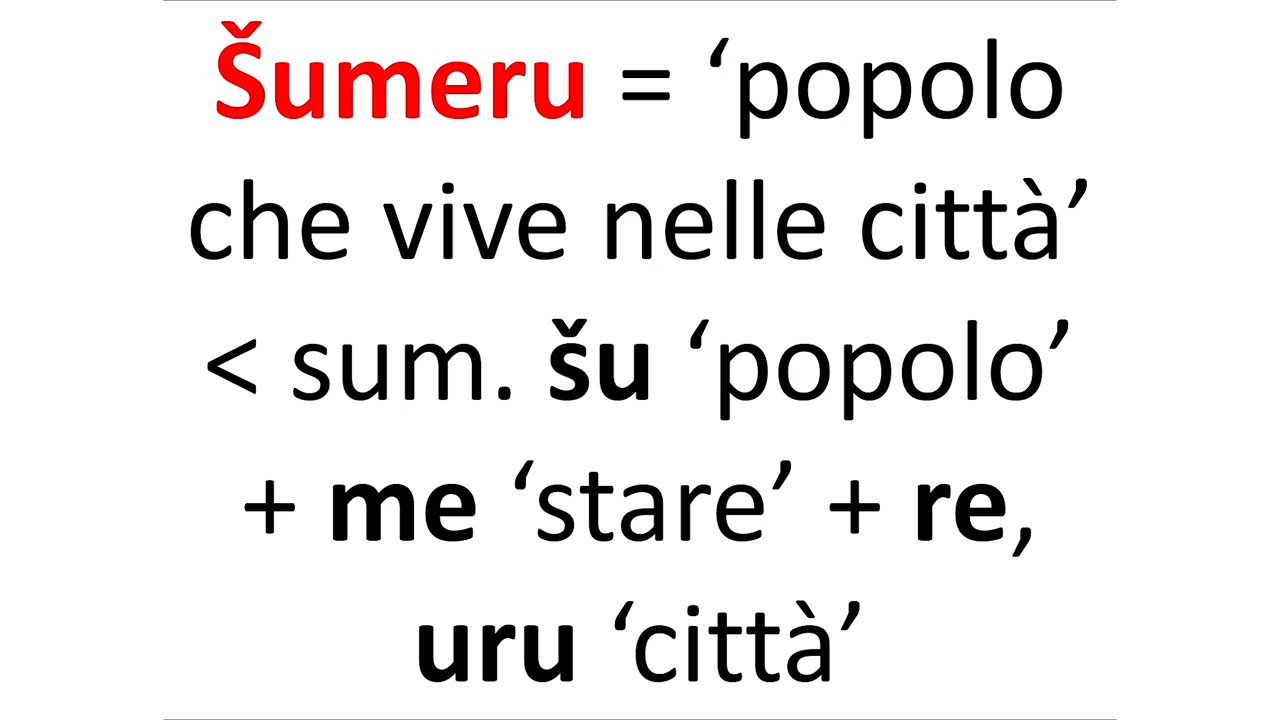 Šumeru = ‘popolo
che vive nelle città’
< sum. šu ‘popolo’
+ me ‘stare’ + re,
uru ‘città’